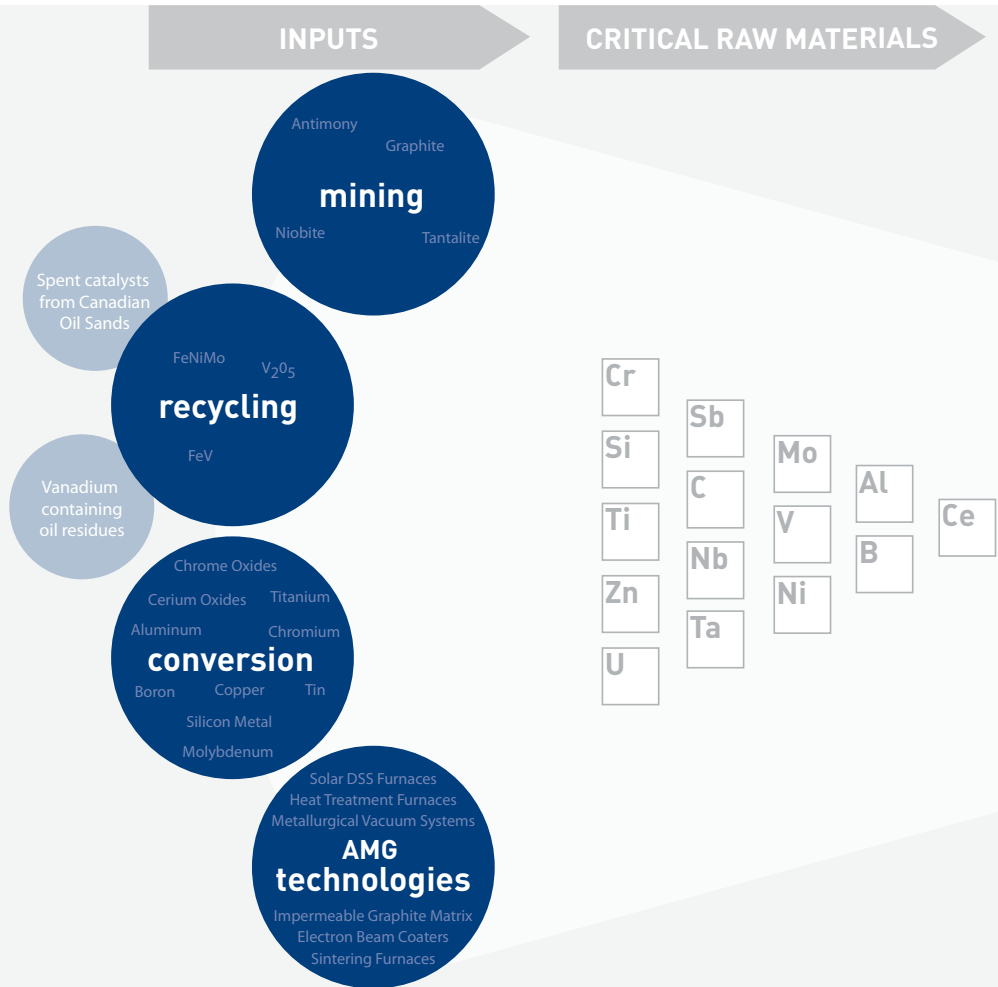 INPUTS
CRITICAL RAW MATERIALS
Antimony
Graphite
mining
Niobite
Tantalite
Spent catalysts
from Canadian
Oil Sands
FeNiMo
V₂0₅
recycling
FeV
Vanadium
containing
oil residues
Chrome Oxides
Cerium Oxides
Titanium
Aluminum
Chromium
conversion
Boron
Copper
Tin
Silicon Metal
Molybdenum
Solar DSS Furnaces
Heat Treatment Furnaces
Metallurgical Vacuum Systems
AMG
technologies
Impermeable Graphite Matrix
Electron Beam Coaters
Sintering Furnaces
Cr
Si
Ti
Zn
U
Sb
C
Nb
Ta
Mo
V
Ni
Al
B
Ce